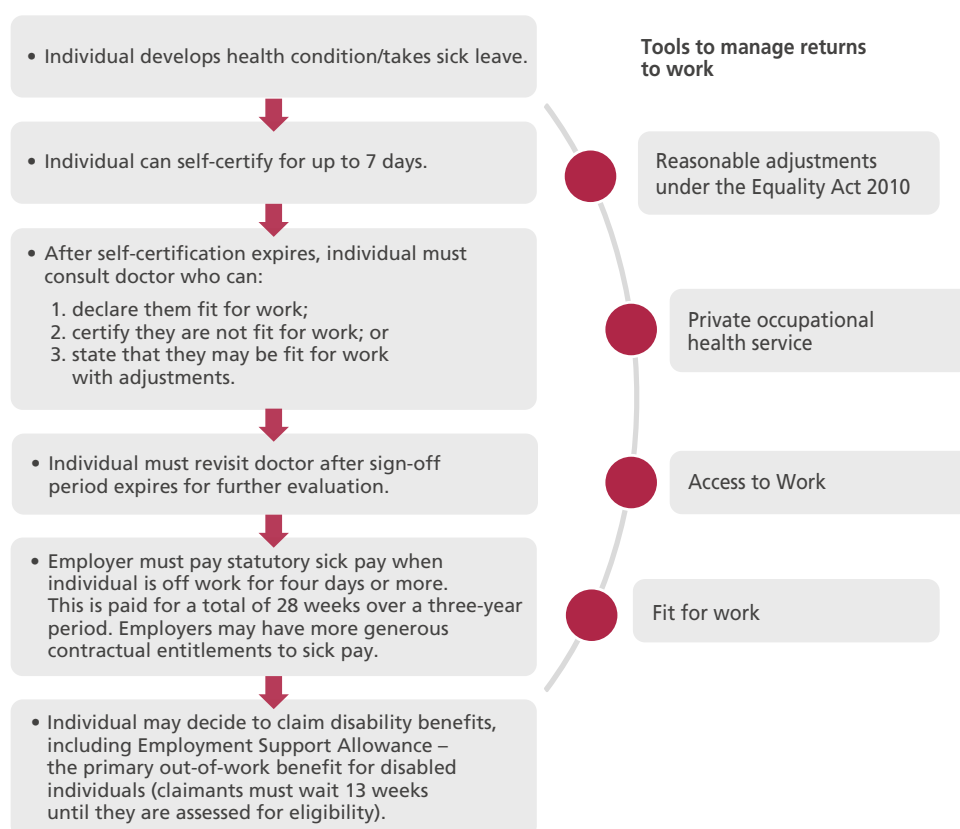 • Individual develops health condition/takes sick leave.
• Individual can self-certify for up to 7 days.
• After self-certification expires, individual must
consult doctor who can:
1. declare them fit for work;
2. certify they are not fit for work; or
3. state that they may be fit for work
with adjustments.
• Individual must revisit doctor after sign-off
period expires for further evaluation.
• Employer must pay statutory sick pay when
individual is off work for four days or more.
This is paid for a total of 28 weeks over a three-year
period. Employers may have more generous
contractual entitlements to sick pay.
• Individual may decide to claim disability benefits,
including Employment Support Allowance –
the primary out-of-work benefit for disabled
individuals (claimants must wait 13 weeks
until they are assessed for eligibility).
Tools to manage returns
to work
Reasonable adjustments
under the Equality Act 2010
Private occupational
health service
Access to Work
Fit for work